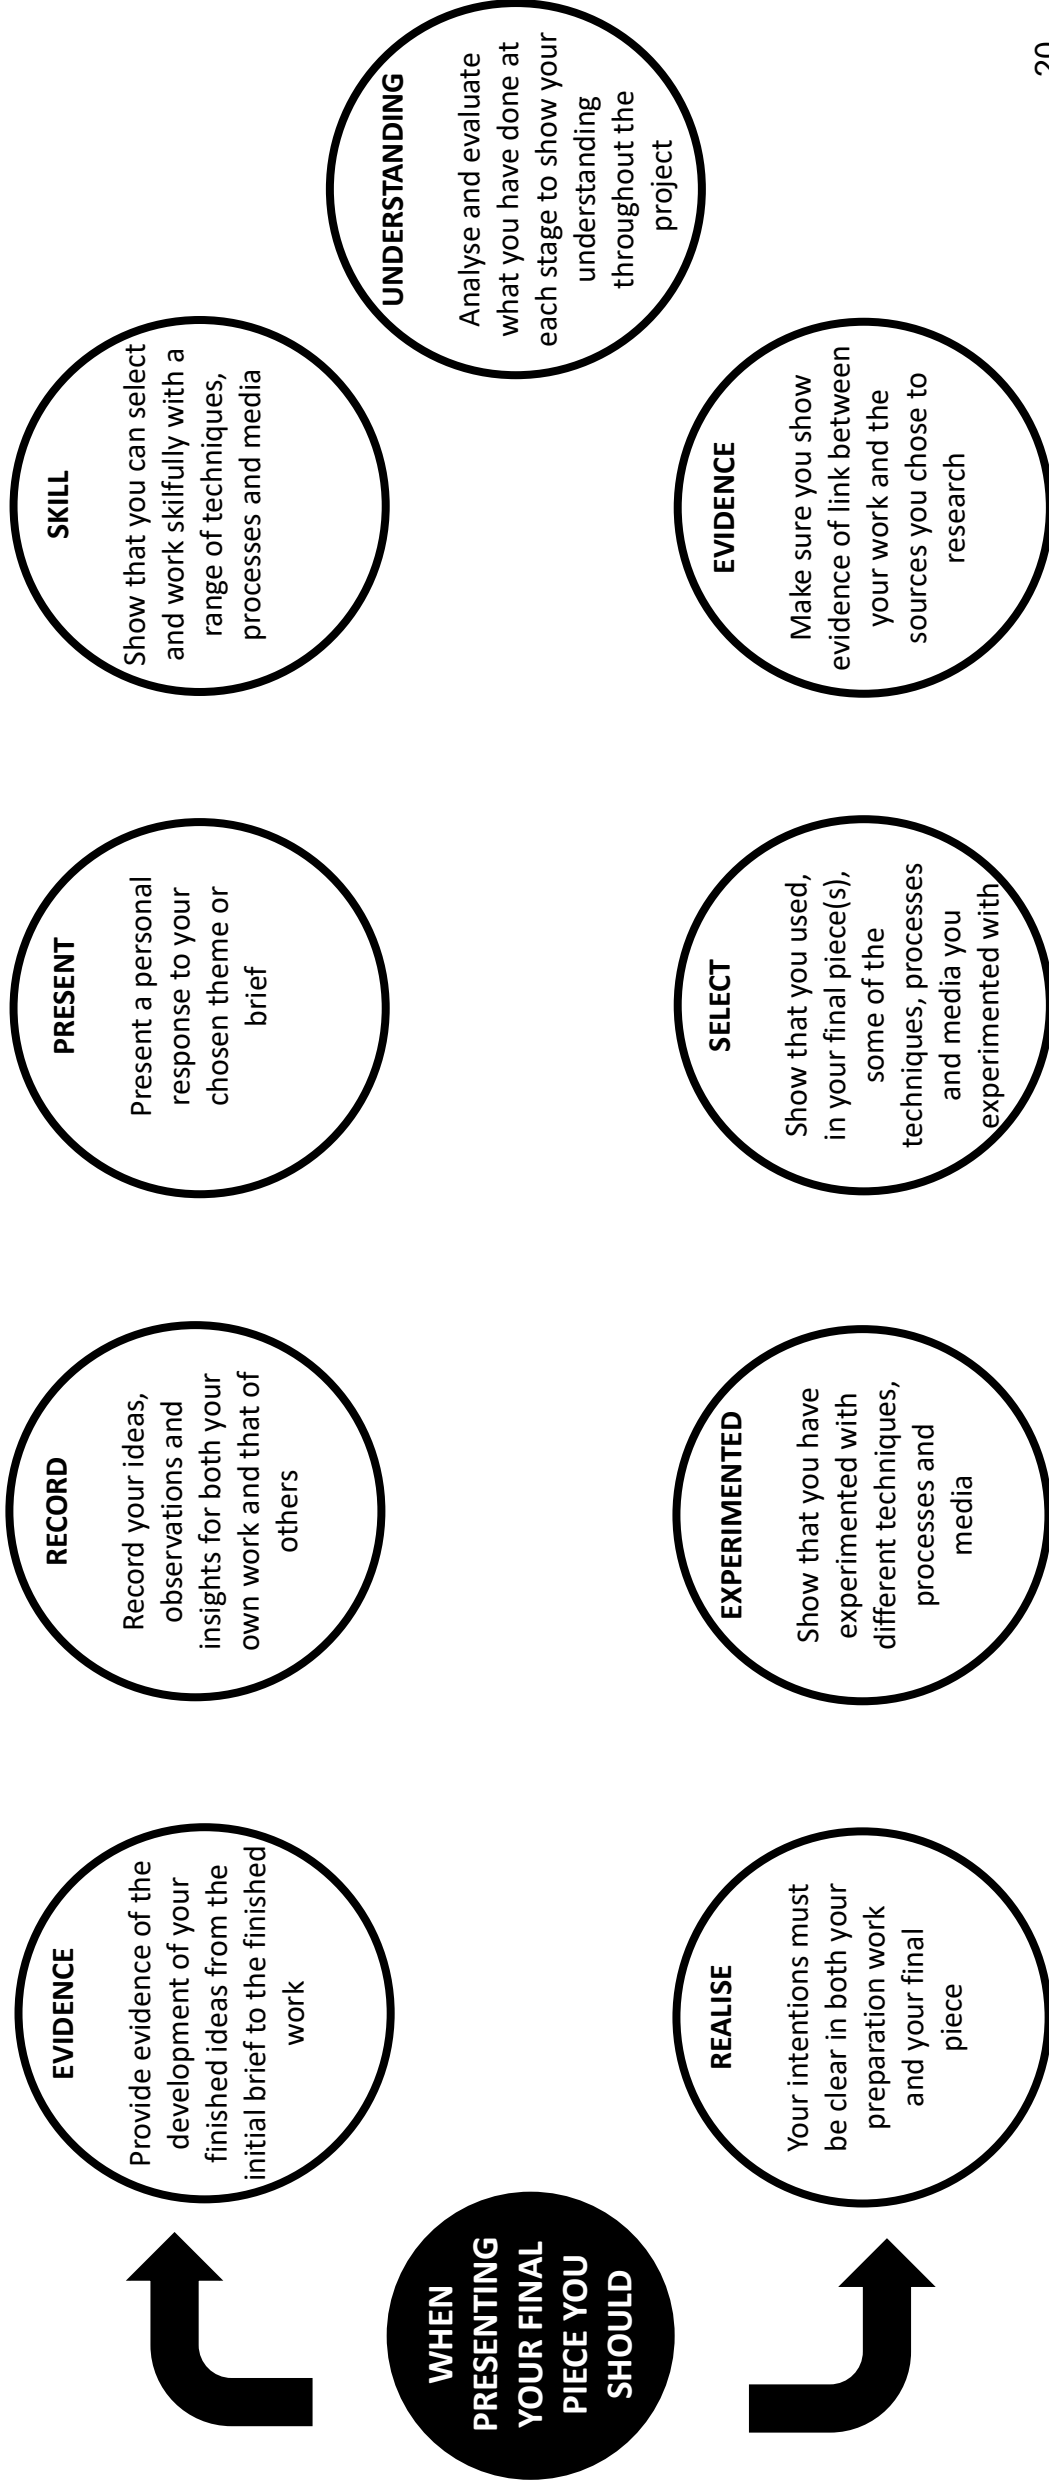 WHEN
PRESENTING
YOUR FINAL
PIECE YOU
SHOULD
EVIDENCE
Provide evidence of the
development of your
finished ideas from the
initial brief to the finished
work
RECORD
Record your ideas,
observations and
insights for both your
own work and that of
others
PRESENT
Present a personal
response to your
chosen theme or
brief
SKILL
Show that you can select
and work skilfully with a
range of techniques,
processes and media
UNDERSTANDING
Analyse and evaluate
what you have done at
each stage to show your
understanding
throughout the
project
REALISE
Your intentions must
be clear in both your
preparation work
and your final
piece
EXPERIMENTED
Show that you have
experimented with
different techniques,
processes and
media
SELECT
Show that you used,
in your final piece(s),
some of the
techniques, processes
and media you
experimented with
EVIDENCE
Make sure you show
evidence of link between
your work and the
sources you chose to
research
20